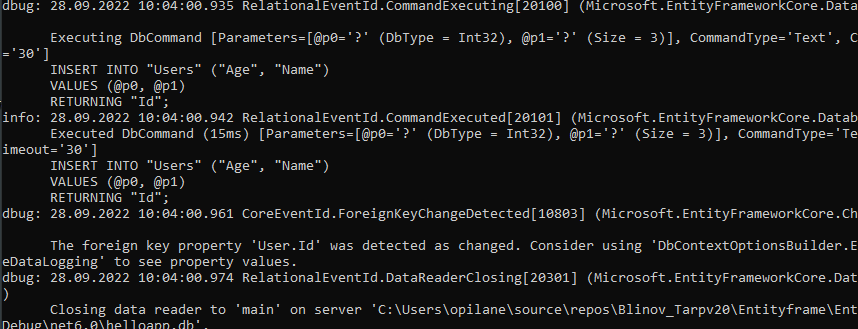 dbug: 28.09.2022 10:04:00.935 RelationalEventId.CommandExecuting[20100] (Microsoft.EntityFrameworkCore.Data
Executing DbCommand [Parameters=[@p0='?' (DbType = Int32), @p1='?' (Size = 3)], CommandType='Text', C
='30']
INSERT INTO "Users" ("Age", "Name")
VALUES (@p0, @p1)
RETURNING "Id";
info: 28.09.2022 10:04:00.942 RelationalEventId.CommandExecuted[20101] (Microsoft.EntityFrameworkCore.Datab
Executed DbCommand (15ms) [Parameters=[@p0='?' (DbType = Int32), @p1='?' (Size = 3)], CommandType='Te
imeout='30']
INSERT INTO "Users" ("Age", "Name")
VALUES (@p0, @p1)
RETURNING "Id";
dbug: 28.09.2022 10:04:00.961 CoreEventId.ForeignKeyChangeDetected[10803] (Microsoft.EntityFrameworkCore.Ch
The foreign key property 'User.Id' was detected as changed. Consider using 'DbContextOptionsBuilder.E
eDataLogging' to see property values.
dbug: 28.09.2022 10:04:00.974 RelationalEventId.DataReaderClosing[20301] (Microsoft.EntityFrameworkCore.Dat
)
Closing data reader to 'main' on server 'C:\Users\opilane\source\repos\Blinov_Tarpv20\Entityframe\Ent
Debug\net6.0\helloapp.db'.